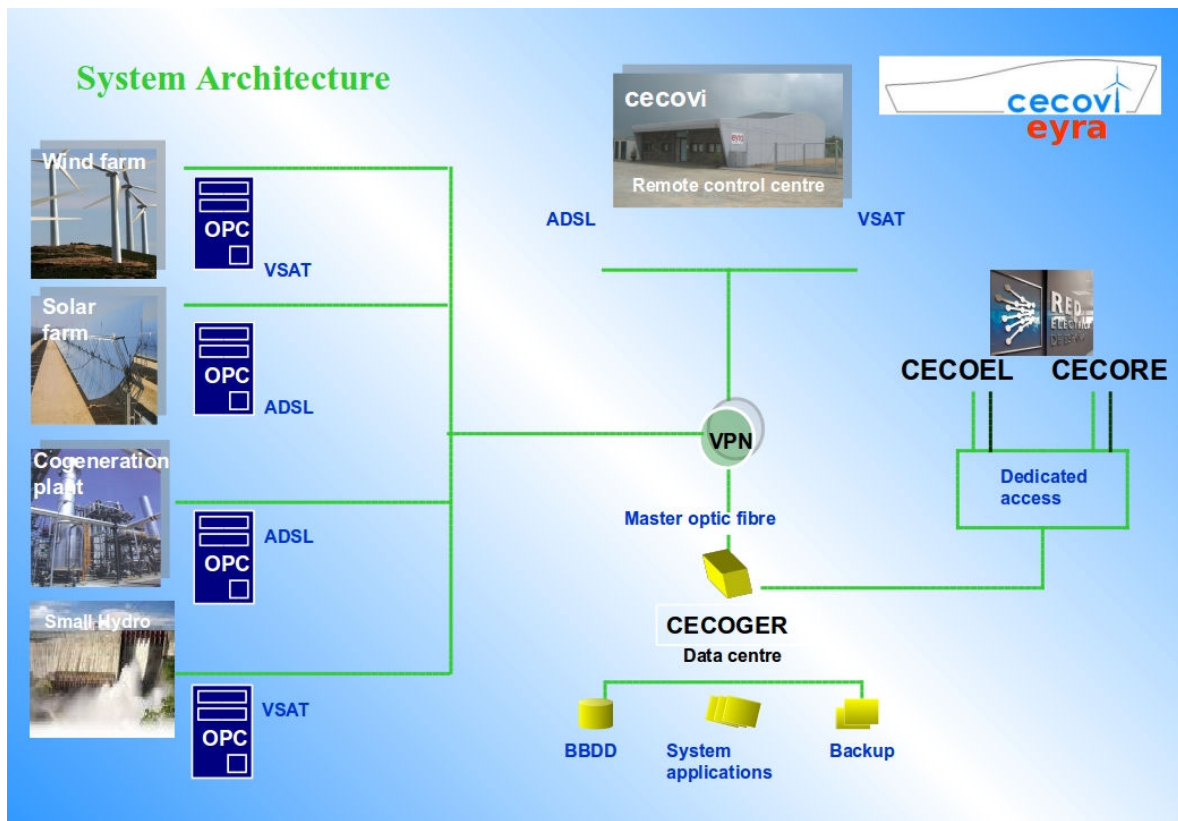 System Architecture
cecovi
Remote control centre
ADSL
VSAT
cecovi
eyra
Wind farm
OPC
VSAT
Solar
farm
OPC
ADSL
Cogeneration
plant
OPC
ADSL
Small Hydro
OPC
VSAT
VPN
Master optic fibre
CECOGER
Data centre
BBDD
System
applications
Backup
RED
CECOEL
CECORE
Dedicated
access